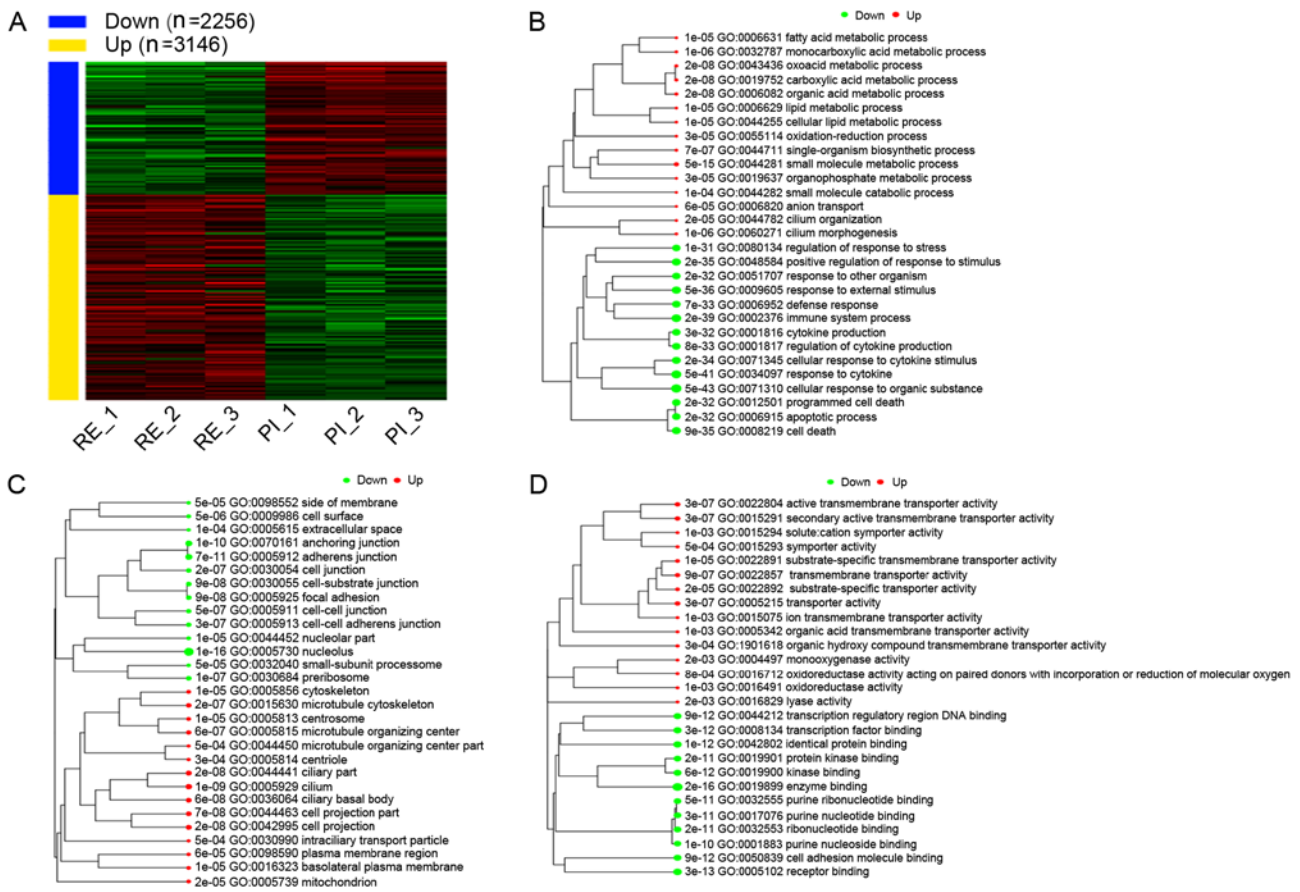 A
Down (n=2256)
Up (n=3146)
RE_1
RE_2
RE_3
PI_1
PI_2
PI_3
B
Down Up
1e-05 GO:0006631 fatty acid metabolic process
1e-06 GO:0032787 monocarboxylic acid metabolic process
2e-08 GO:0043436 oxoacid metabolic process
2e-08 GO:0019752 carboxylic acid metabolic process
2e-08 GO:0006082 organic acid metabolic process
1e-05 GO:0006629 lipid metabolic process
1e-05 GO:0044255 cellular lipid metabolic process
3e-05 GO:0055114 oxidation-reduction process
7e-07 GO:0044711 single-organism biosynthetic process
5e-15 GO:0044281 small molecule metabolic process
3e-05 GO:0019637 organophosphate metabolic process
1e-04 GO:0044282 small molecule catabolic process
6e-05 GO:0006820 anion transport
2e-05 GO:0044782 cilium organization
1e-06 GO:0060271 cilium morphogenesis
1e-31 GO:0080134 regulation of response to stress
2e-35 GO:0048584 positive regulation of response to stimulus
2e-32 GO:0051707 response to other organism
5e-36 GO:0009605 response to external stimulus
7e-33 GO:0006952 defense response
2e-39 GO:0002376 immune system process
3e-32 GO:0001816 cytokine production
8e-33 GO:0001817 regulation of cytokine production
2e-34 GO:0071345 cellular response to cytokine stimulus
5e-41 GO:0034097 response to cytokine
5e-43 GO:0071310 cellular response to organic substance
2e-32 GO:0012501 programmed cell death
2e-32 GO:0006915 apoptotic process
9e-35 GO:0008219 cell death
C
Down Up
5e-05 GO:0098552 side of membrane
5e-06 GO:0009986 cell surface
1e-04 GO:0005615 extracellular space
1e-10 GO:0070161 anchoring junction
7e-11 GO:0005912 adherens junction
2e-07 GO:0030054 cell junction
9e-08 GO:0030055 cell-substrate junction
9e-08 GO:0005925 focal adhesion
5e-07 GO:0005911 cell-cell junction
3e-07 GO:0005913 cell-cell adherens junction
1e-05 GO:0044452 nucleolar part
1e-16 GO:0005730 nucleolus
5e-05 GO:0032040 small-subunit processome
1e-07 GO:0030684 preribosome
1e-05 GO:0005856 cytoskeleton
2e-07 GO:0015630 microtubule cytoskeleton
1e-05 GO:0005813 centrosome
6e-07 GO:0005815 microtubule organizing center
5e-04 GO:0044450 microtubule organizing center part
3e-04 GO:0005814 centriole
2e-08 GO:0044441 ciliary part
1e-09 GO:0005929 cilium
6e-08 GO:0036064 ciliary basal body
7e-08 GO:0044463 cell projection part
2e-08 GO:0042995 cell projection
5e-04 GO:0030990 intraciliary transport particle
6e-05 GO:0098590 plasma membrane region
1e-05 GO:0016323 basolateral plasma membrane
2e-05 GO:0005739 mitochondrion
D
Down Up
3e-07 GO:0022804 active transmembrane transporter activity
3e-07 GO:0015291 secondary active transmembrane transporter activity
1e-03 GO:0015294 solute:cation symporter activity
5e-04 GO:0015293 symporter activity
1e-05 GO:0022891 substrate-specific transmembrane transporter activity
9e-07 GO:0022857 transmembrane transporter activity
2e-05 GO:0022892 substrate-specific transporter activity
3e-07 GO:0005215 transporter activity
1e-03 GO:0015075 ion transmembrane transporter activity
1e-03 GO:0005342 organic acid transmembrane transporter activity
3e-04 GO:1901618 organic hydroxy compound transmembrane transporter activity
2e-03 GO:0004497 monooxygenase activity
8e-04 GO:0016712 oxidoreductase activity acting on paired donors with incorporation or reduction of molecular oxygen
1e-03 GO:0016491 oxidoreductase activity
2e-03 GO:0016829 lyase activity
9e-12 GO:0044212 transcription regulatory region DNA binding
3e-12 GO:0008134 transcription factor binding
1e-12 GO:0042802 identical protein binding
2e-11 GO:0019901 protein kinase binding
6e-12 GO:0019900 kinase binding
2e-16 GO:0019899 enzyme binding
5e-11 GO:0032555 purine ribonucleotide binding
3e-11 GO:0017076 purine nucleotide binding
2e-11 GO:0032553 ribonucleotide binding
1e-10 GO:0001883 purine nucleoside binding
9e-12 GO:0050839 cell adhesion molecule binding
3e-13 GO:0005102 receptor binding